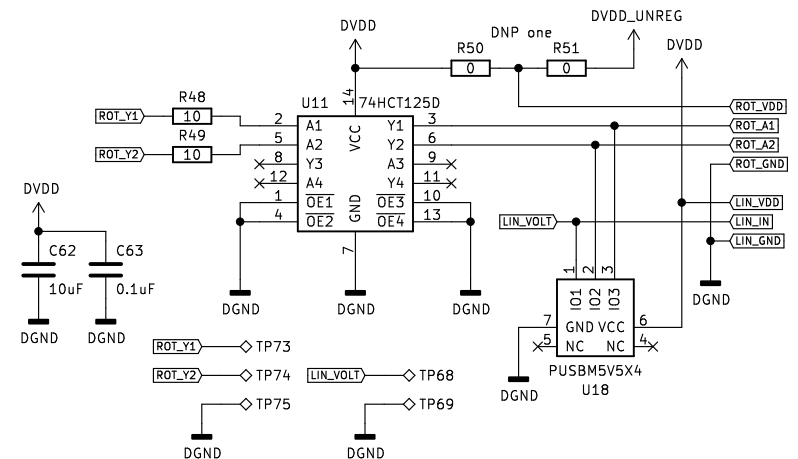 DVDD_UNREG
DVDD
DNP one
DVDD
R50
R51
0
0
U11
14
74HCT125D
ROT_VDD
R48
ROT_Y1
10
2
A1
VCC
Y1
3
ROT_A1
R49
ROT_Y2
10
5
A2
Y2
6
ROT_A2
8
Y3
A3
9
ROT_GND
12
A4
Y4
11
DVDD
1
OE1
GND
OE3
10
LIN_VDD
4
OE2
OE4
13
LIN_VOLT
LIN_IN
7
LIN_GND
C62
C63
1
2
3
10uF
0.1uF
IO1
IO2
IO3
DGND
DGND
DGND
DGND
7
GND
VCC
6
DGND
DGND
5
NC
NC
4
ROT_Y1
TP73
PUSBM5V5X4
ROT_Y2
TP74
LIN_VOLT
TP68
U18
DGND
TP75
TP69
DGND
DGND